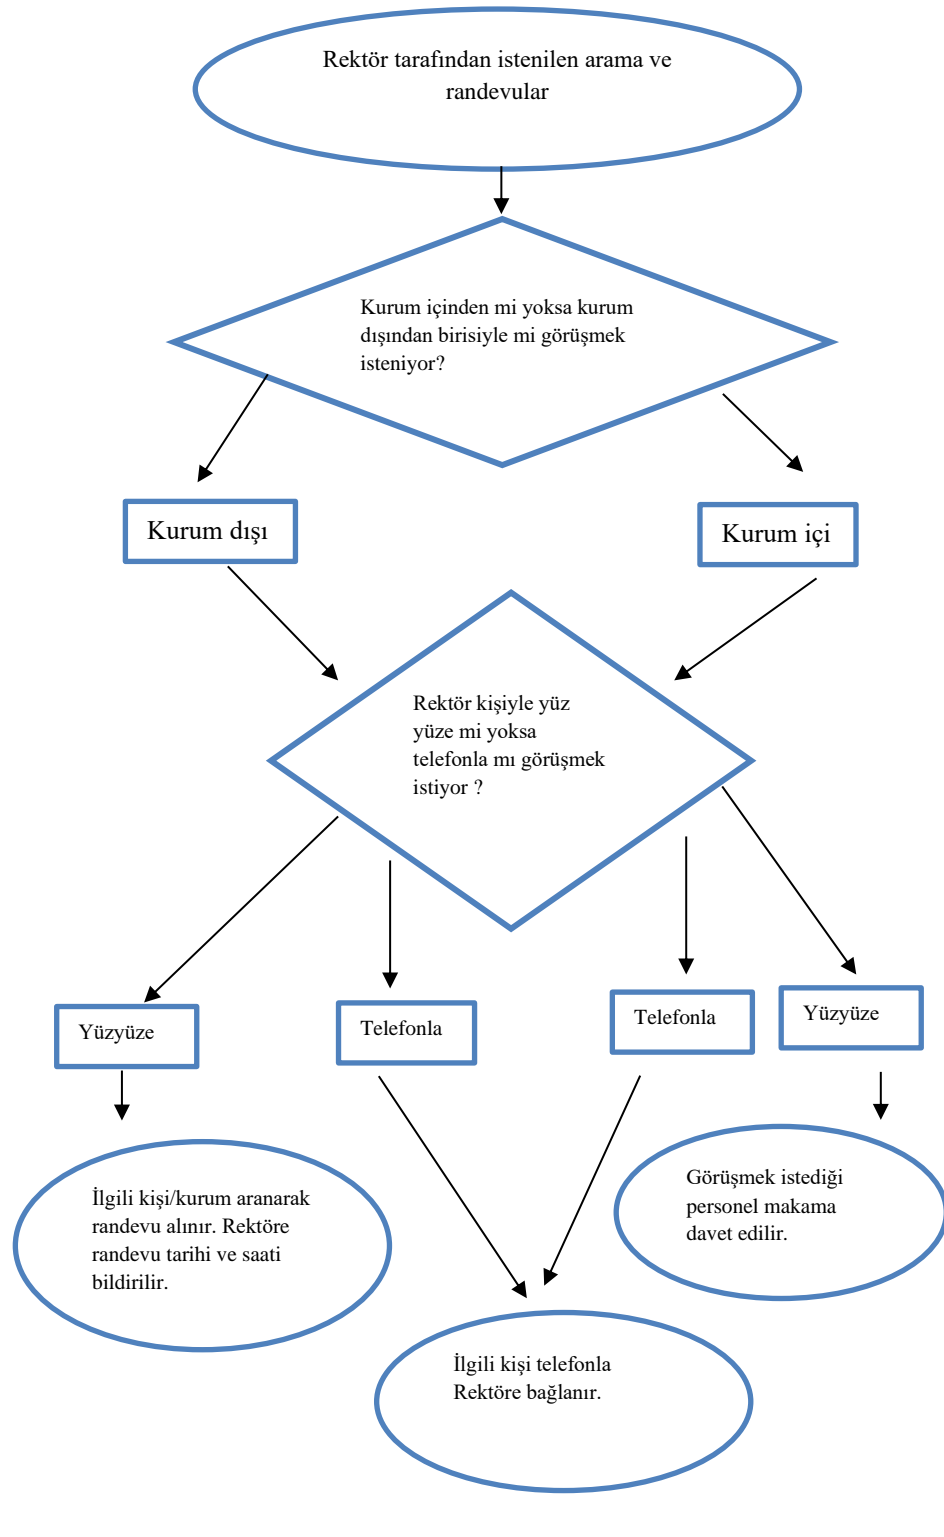 Rektör tarafından istenilen arama ve
randevular
Kurum içinden mi yoksa kurum
dışından birisiyle mi görüşmek
isteniyor?
Kurum dışı
Kurum içi
Rektör kişiyle yüz
yüze mi yoksa
telefonla mı görüşmek
istiyor ?
Yüzyüze
Telefonla
Telefonla
Yüzyüze
İlgili kişi/kurum aranarak
randevu alınır. Rektöre
randevu tarihi ve saati
bildirilir.
Görüşmek istediği
personel makama
davet edilir.
İlgili kişi telefonla
Rektöre bağlanır.